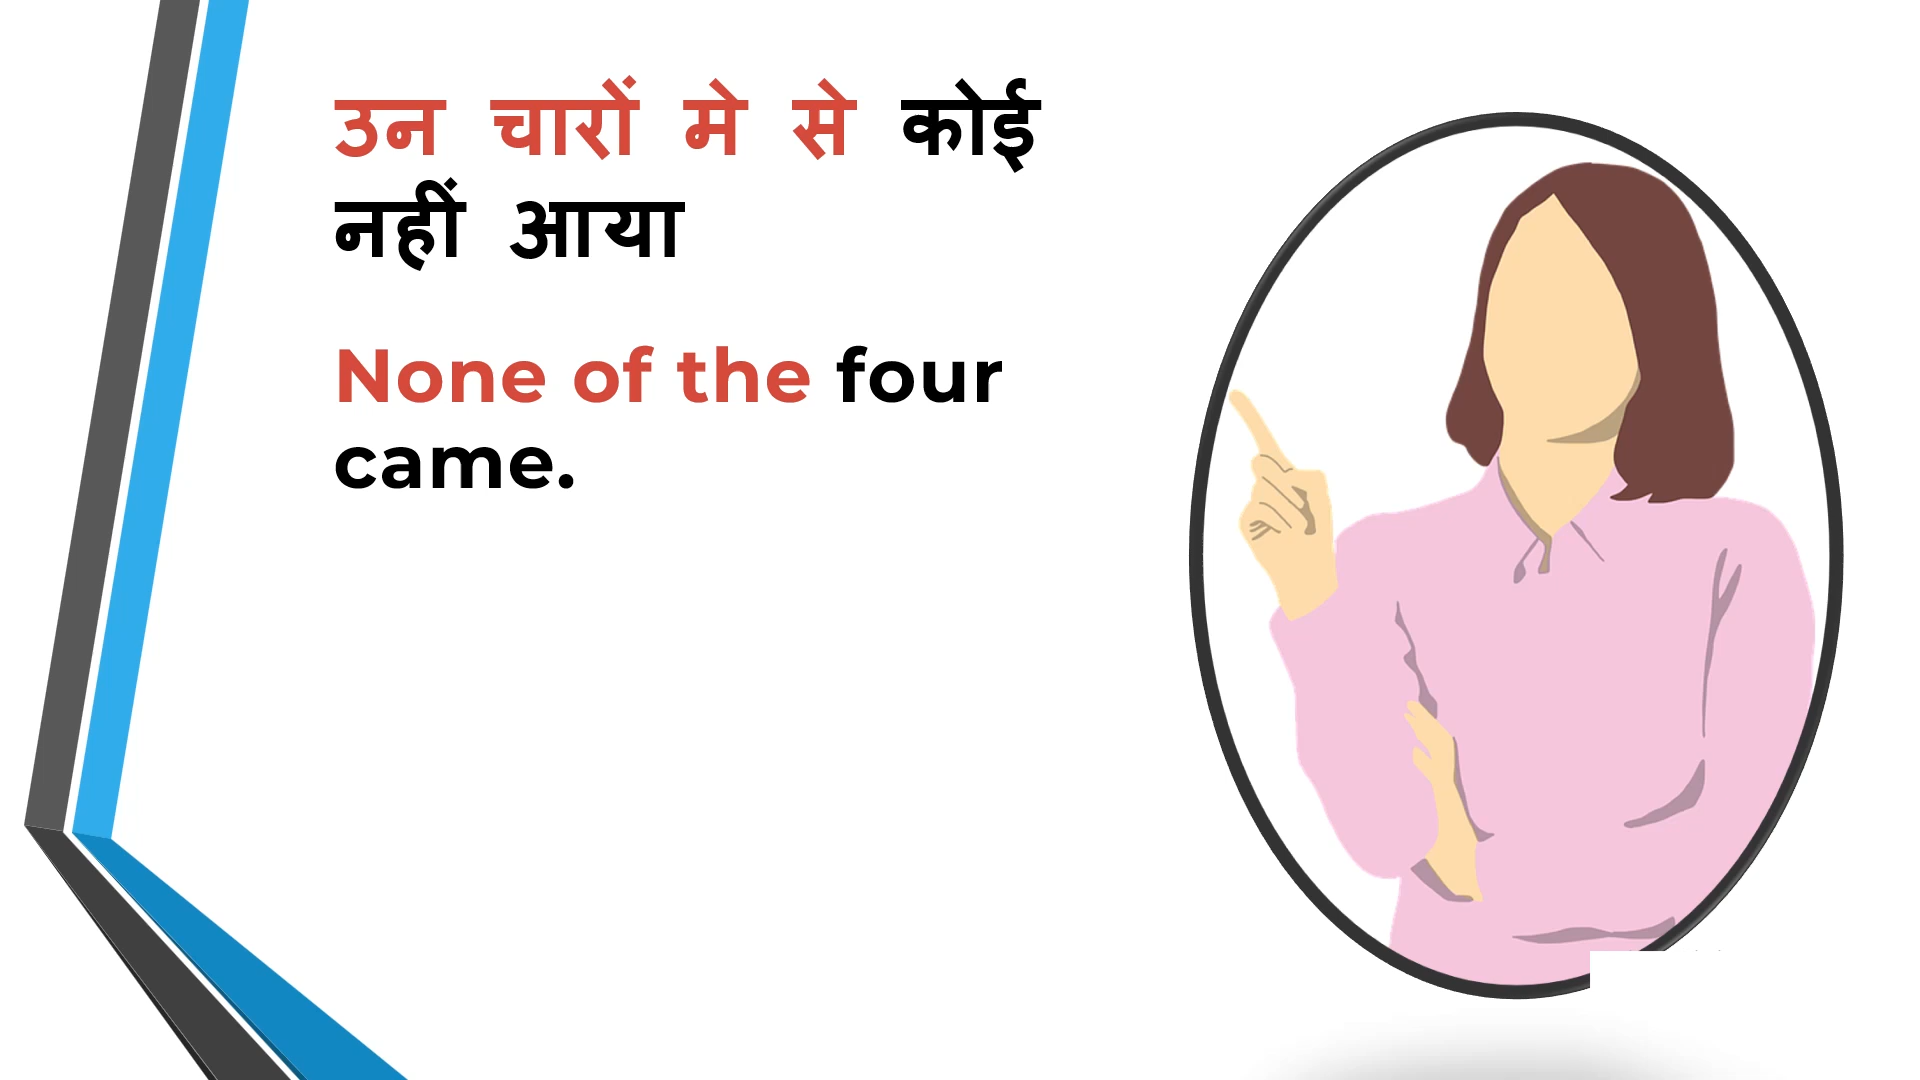 उन चारों मे से कोई
नहीं आया
None of the four
came.